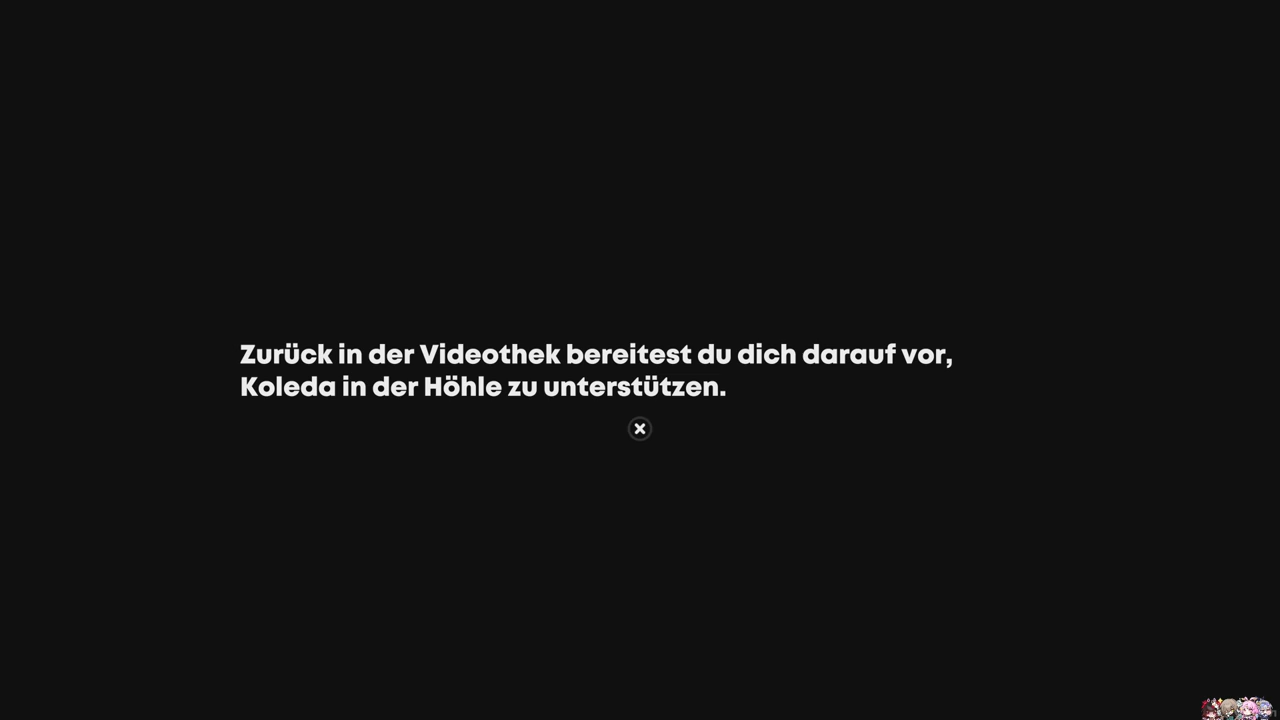 Zurück in der Videothek bereitest du dich darauf vor,
Koleda in der Höhle zu unterstützen.